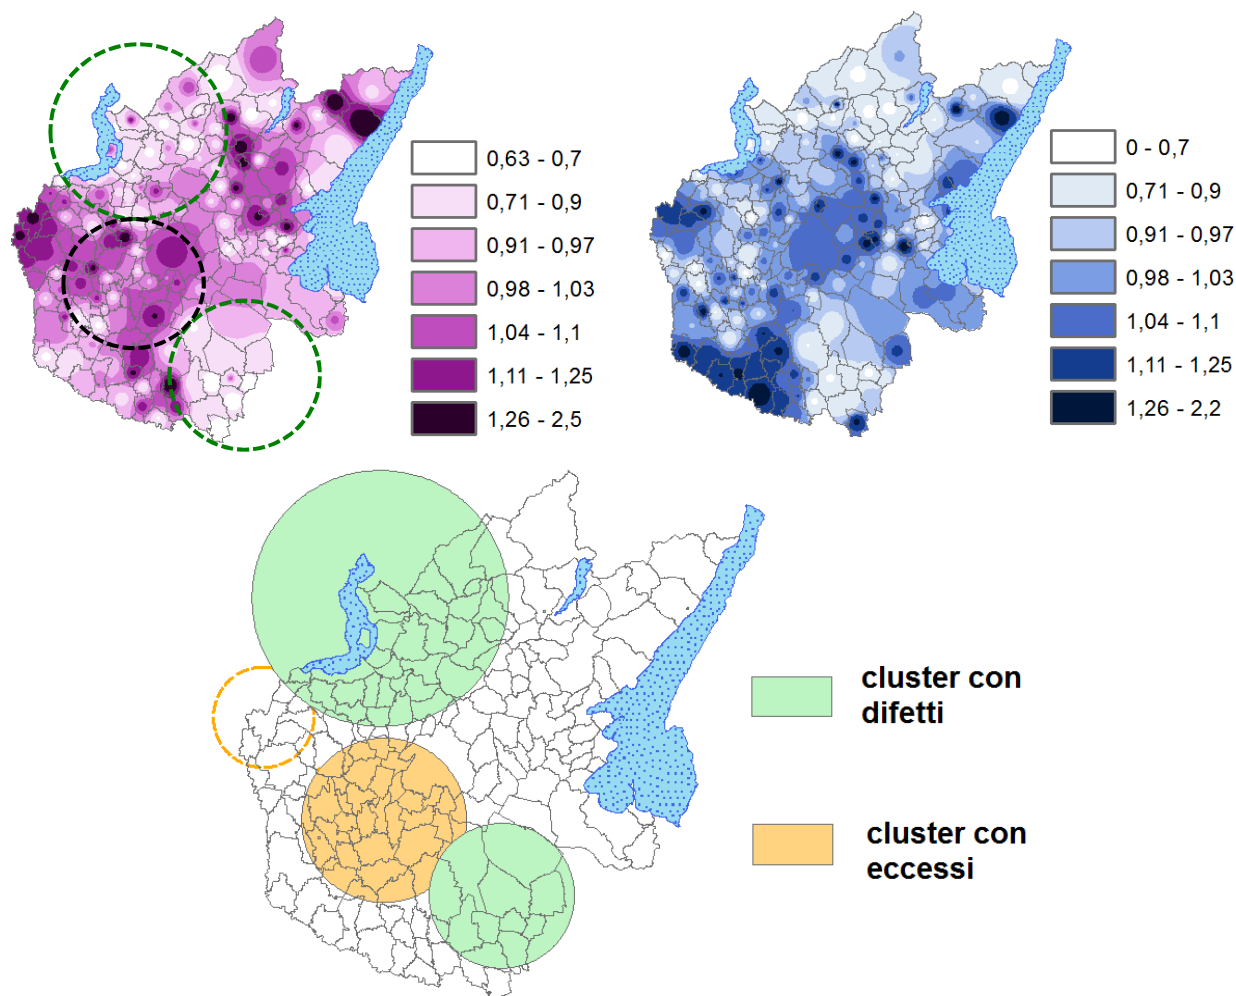 0,63 - 0,7
0,71 - 0,9
0,91 - 0,97
0,98 - 1,03
1,04 - 1,1
1,11 - 1,25
1,26 - 2,5
0 - 0,7
0,71 - 0,9
0,91 - 0,97
0,98 - 1,03
1,04 - 1,1
1,11 - 1,25
1,26 - 2,2
cluster con
difetti
cluster con
eccessi